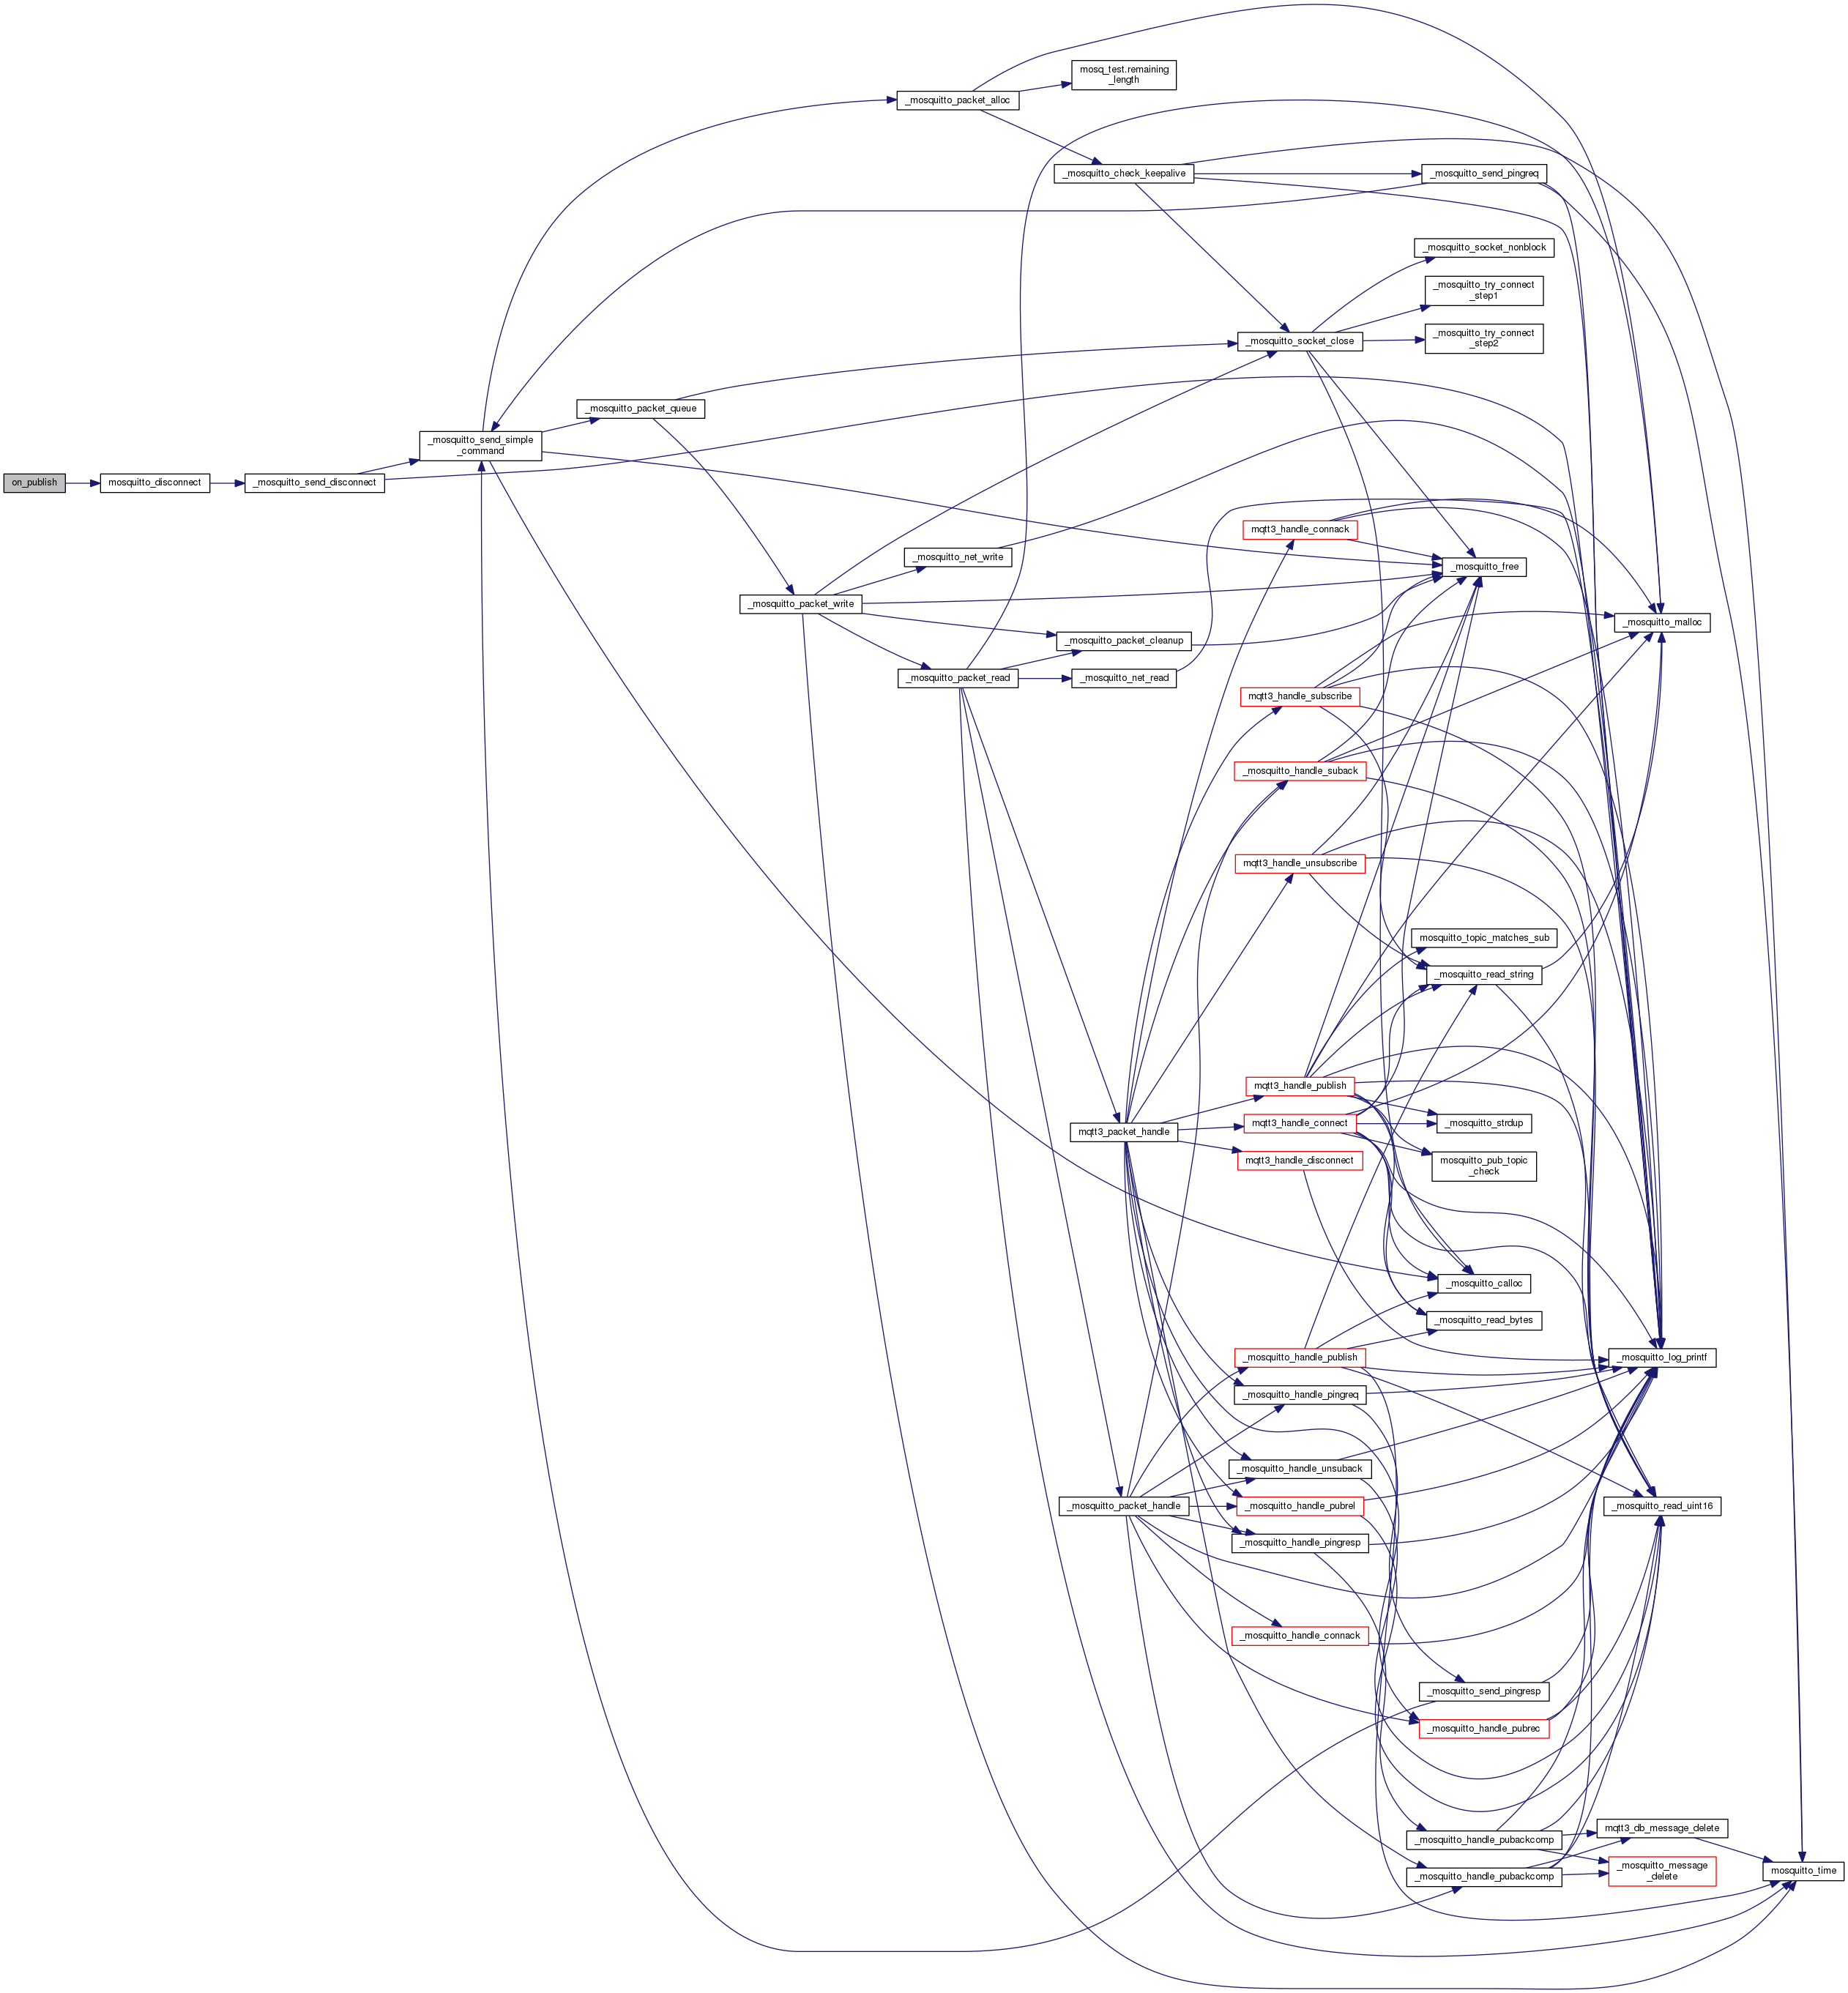 on_publish
mosquitto_disconnect
_mosquitto_send_disconnect
_mosquitto_send_simple
_command
_mosquitto_packet_queue
_mosquitto_packet_write
_mosquitto_packet_alloc
mosq_test.remaining
_length
_mosquitto_check_keepalive
_mosquitto_send_pingreq
_mosquitto_socket_nonblock
_mosquitto_try_connect
_step1
_mosquitto_socket_close
_mosquitto_try_connect
_step2
mqtt3_handle_connack
_mosquitto_net_write
_mosquitto_free
_mosquitto_malloc
_mosquitto_packet_cleanup
_mosquitto_packet_read
_mosquitto_net_read
mqtt3_handle_subscribe
_mosquitto_handle_suback
mqtt3_handle_unsubscribe
mosquitto_topic_matches_sub
_mosquitto_read_string
mqtt3_handle_publish
mqtt3_handle_connect
_mosquitto_strdup
mqtt3_packet_handle
mqtt3_handle_disconnect
mosquitto_pub_topic
_check
_mosquitto_calloc
_mosquitto_read_bytes
_mosquitto_handle_publish
_mosquitto_log_printf
_mosquitto_handle_pingreq
_mosquitto_handle_unsuback
_mosquitto_packet_handle
_mosquitto_handle_pubrel
_mosquitto_read_uint16
_mosquitto_handle_pingresp
_mosquitto_handle_connack
_mosquitto_send_pingresp
_mosquitto_handle_pubrec
mqtt3_db_message_delete
_mosquitto_handle_pubackcomp
_mosquitto_message
_delete
mosquitto_time
_mosquitto_handle_pubackcomp